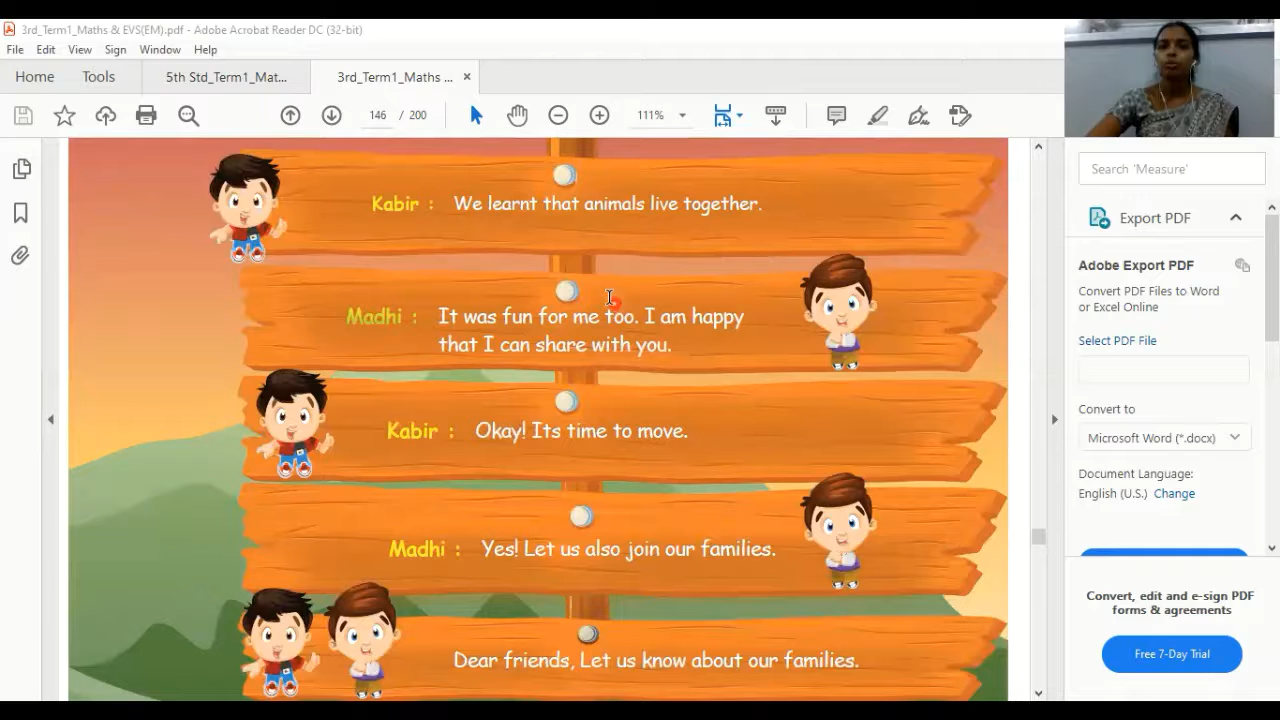 3rd_Term1_Maths & EVS(EM).pdf - Adobe Acrobat Reader DC (32-bit)
File Edit View Sign Window Help
Home Tools 5th Std_Term1_Mat... 3rd_Term1_Maths ... ×
146 / 200 111%
Search 'Measure'
Export PDF
Adobe Export PDF
Convert PDF Files to Word
or Excel Online
Select PDF File
Convert to
Microsoft Word (*.docx)
Document Language:
English (U.S.) Change
Convert, edit and e-sign PDF
forms & agreements
Free 7-Day Trial
Kabir : We learnt that animals live together.
Madhi : It was fun for me too. I am happy
that I can share with you.
Kabir : Okay! Its time to move.
Madhi : Yes! Let us also join our families.
Dear friends, Let us know about our families.